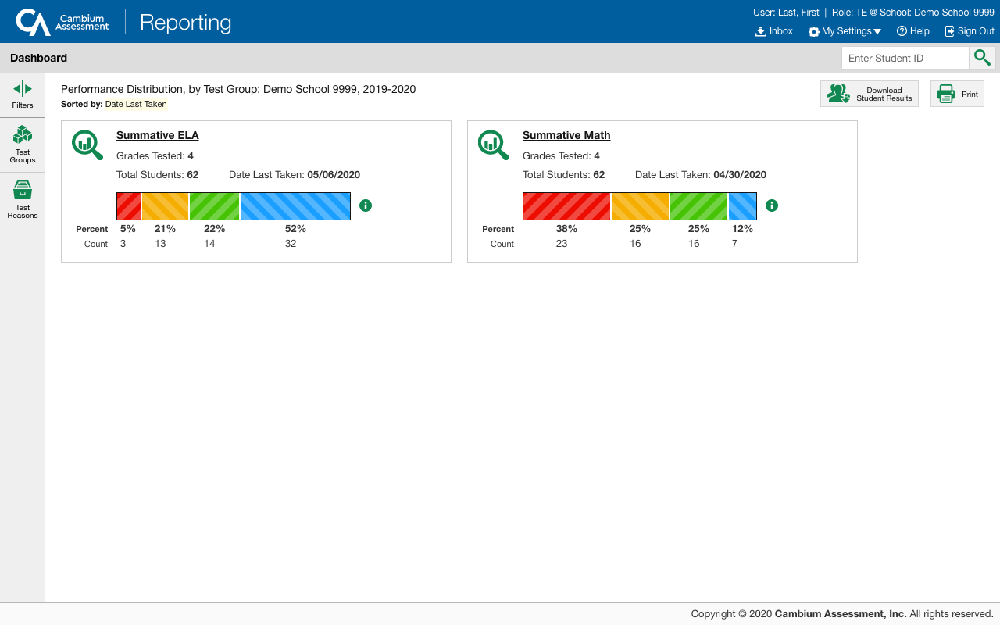 Cambium
Assessment
Reporting
User: Last, First | Role: TE @ School: Demo School 9999
Inbox My Settings Help Sign Out
Dashboard
Enter Student ID
Filters
Test
Groups
Test
Reasons
Performance Distribution, by Test Group: Demo School 9999, 2019-2020
Sorted by: Date Last Taken
Download
Student Results
Print
Summative ELA
Grades Tested: 4
Total Students: 62 Date Last Taken: 05/06/2020
Percent 5% 21% 22% 52%
Count 3 13 14 32
Summative Math
Grades Tested: 4
Total Students: 62 Date Last Taken: 04/30/2020
Percent 38% 25% 25% 12%
Count 23 16 16 7
Copyright © 2020 Cambium Assessment, Inc. All rights reserved.